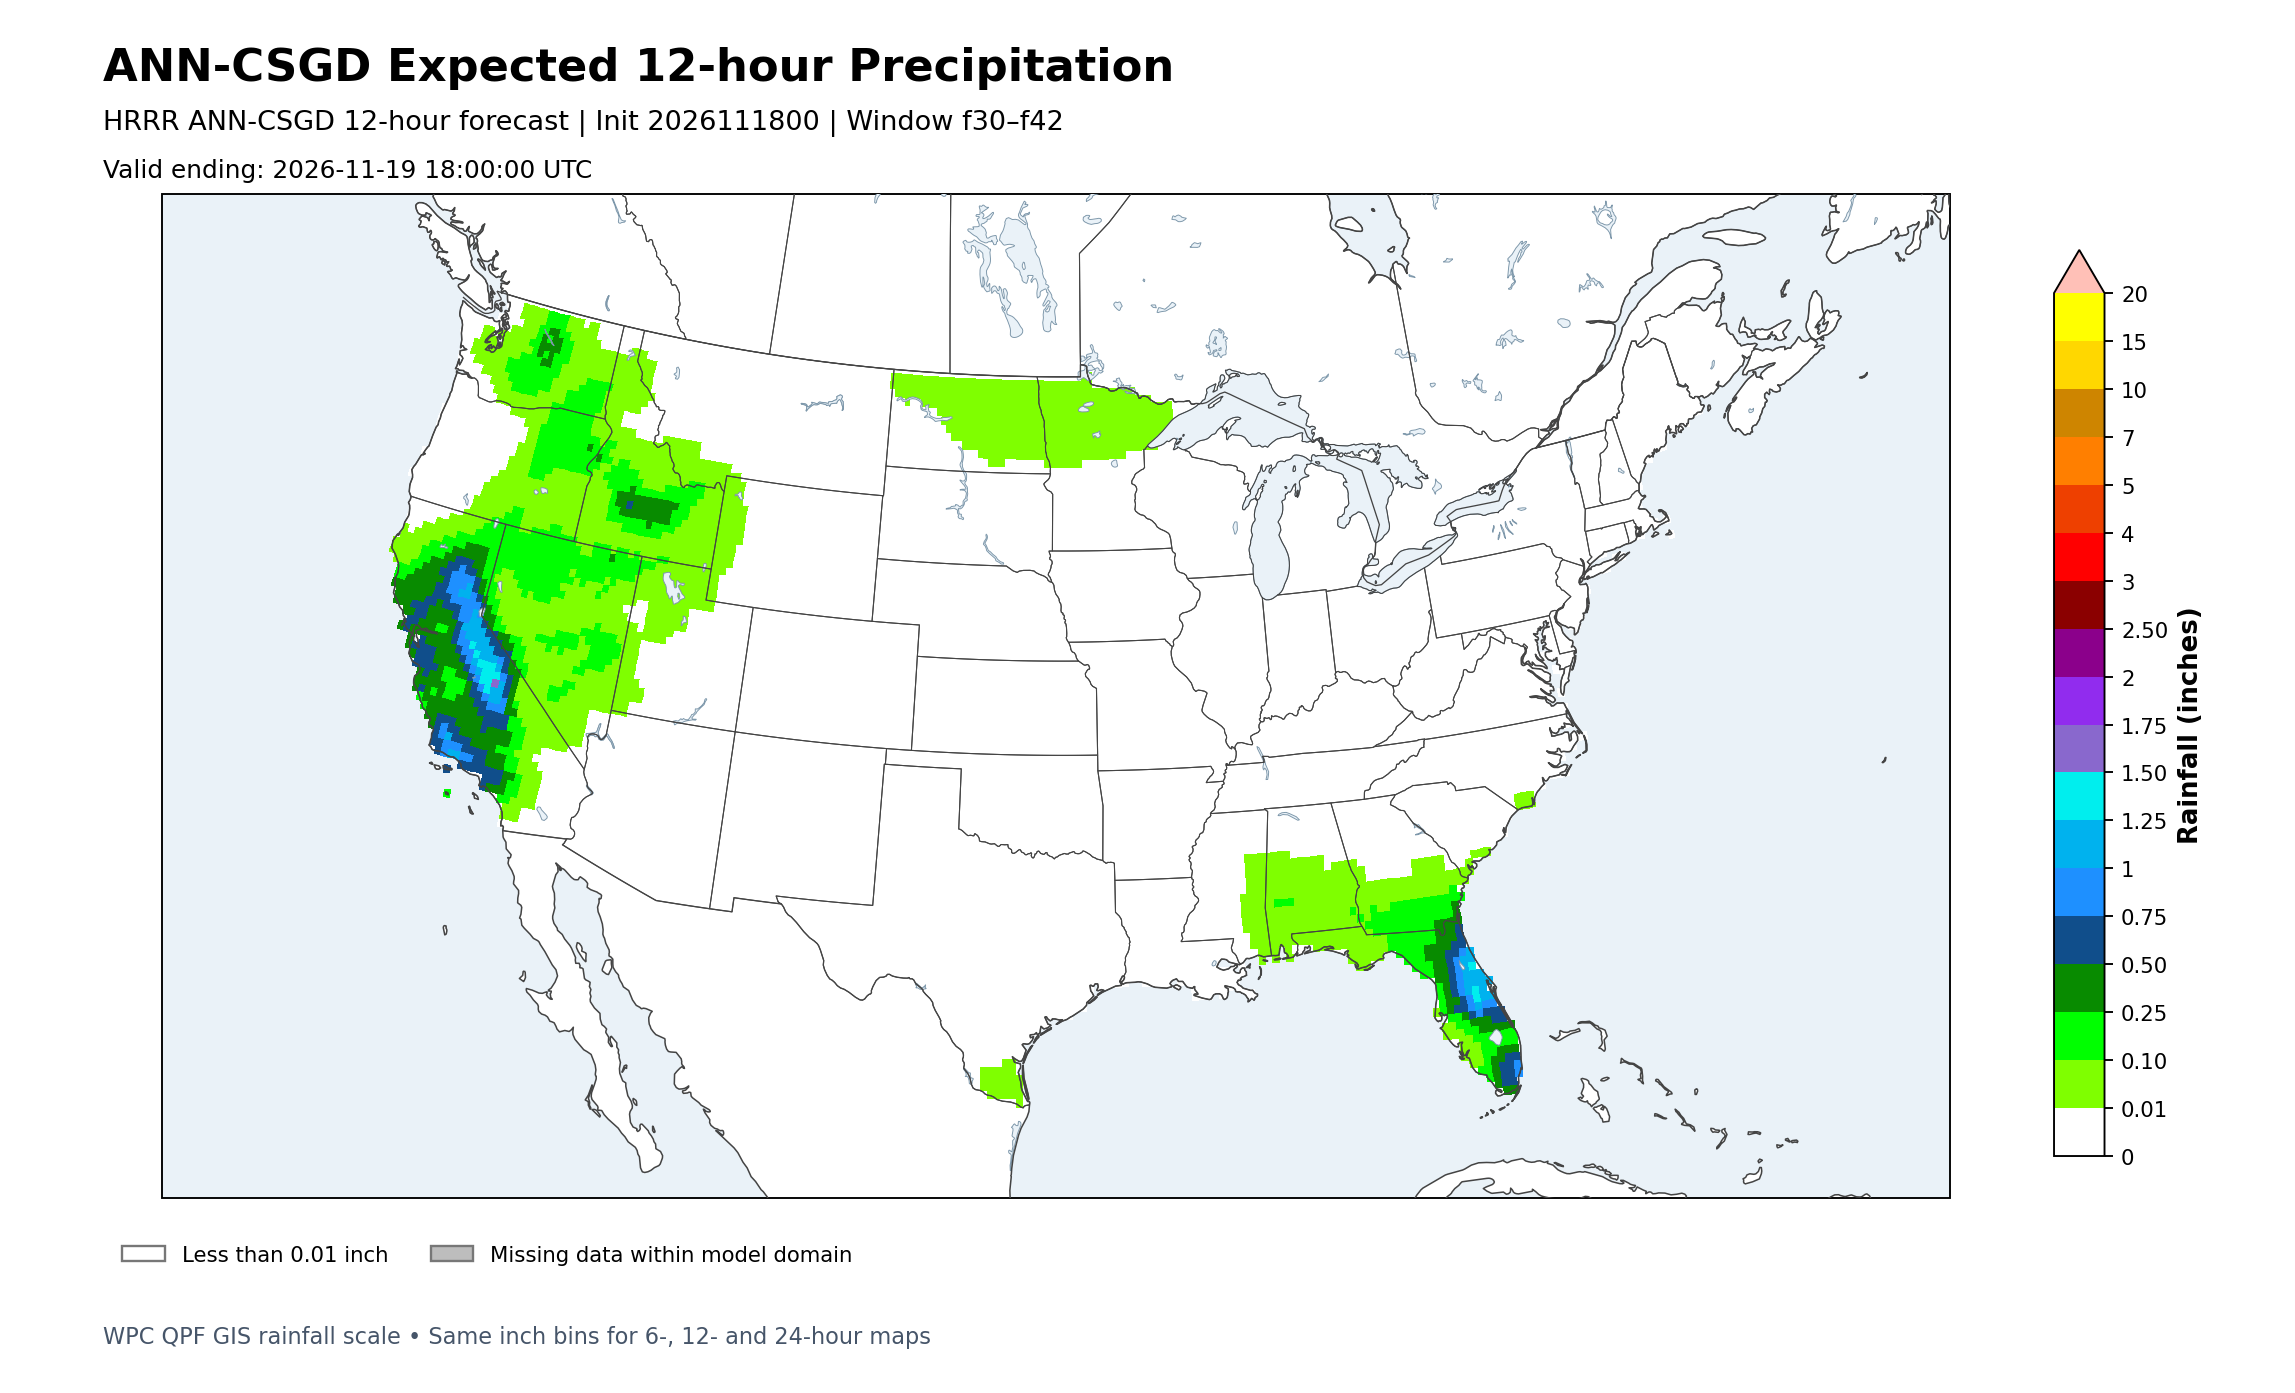 ANN-CSGD Expected 12-hour Precipitation
HRRR ANN-CSGD 12-hour forecast | Init 2026111800 | Window f30–f42
Valid ending: 2026-11-19 18:00:00 UTC
20
15
10
7
5
4
3
2.50
2
1.75
1.50
1.25
1
0.75
0.50
0.25
0.10
0.01
0
Rainfall (inches)
Less than 0.01 inch
Missing data within model domain
WPC QPF GIS rainfall scale • Same inch bins for 6-, 12- and 24-hour maps